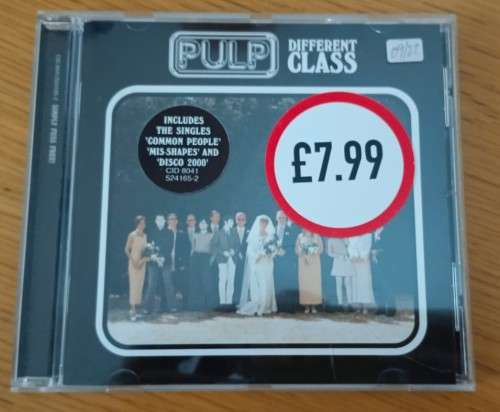 PULP
DIFFERENT
CLASS
INCLUDES
THE SINGLES
'COMMON PEOPLE'
'MIS-SHAPES' AND
'DISCO 2000'
CID 8041
524165-2
£7.99